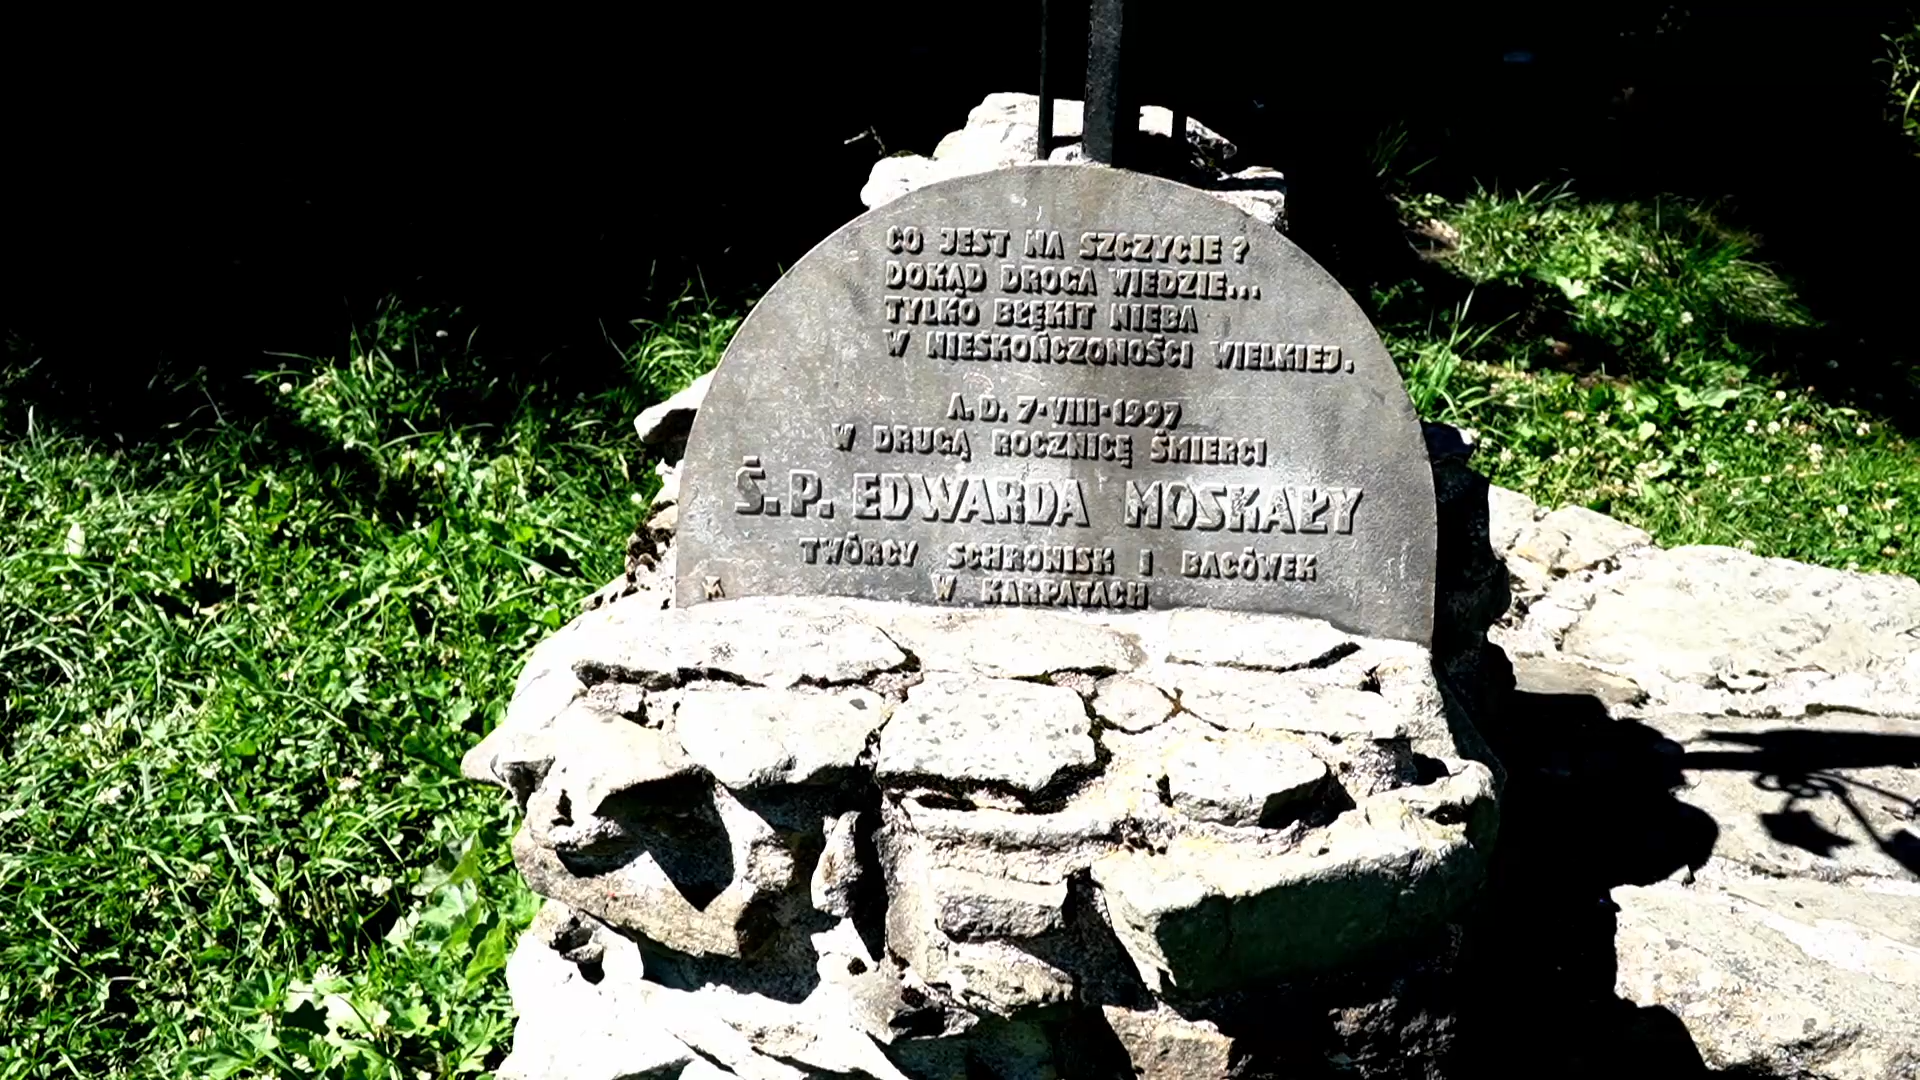 CO JEST NA SZCZYCIE?
DOKĄD DROGA WIEDZIE...
TYLKO BŁĘKIT NIEBA
W NIESKOŃCZONOŚCI WIELKIEJ.
A.D. 7·VIII·1997
W DRUGĄ ROCZNICĘ ŚMIERCI
Ś.P. EDWARDA MOSKAŁY
TWÓRCY SCHRONISK I BACÓWEK
W KARPATACH